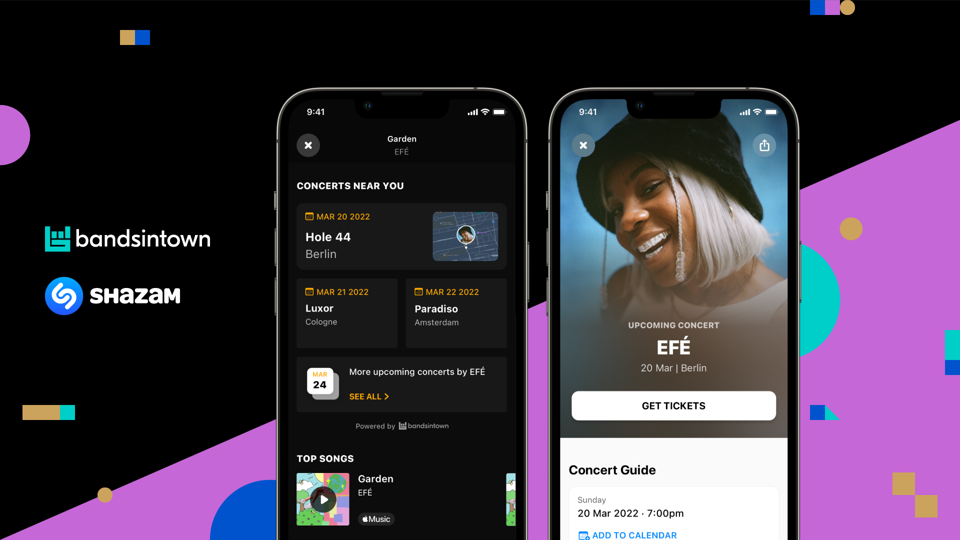 bandsintown
SHAZAM
9:41
Garden
EFÉ
CONCERTS NEAR YOU
MAR 20 2022
Hole 44
Berlin
MAR 21 2022
Luxor
Cologne
MAR 22 2022
Paradiso
Amsterdam
MAR
24
More upcoming concerts by EFÉ
SEE ALL
Powered by bandsintown
TOP SONGS
Garden
EFÉ
Music
9:41
UPCOMING CONCERT
EFÉ
20 Mar | Berlin
GET TICKETS
Concert Guide
Sunday
20 Mar 2022 · 7:00pm
ADD TO CALENDAR